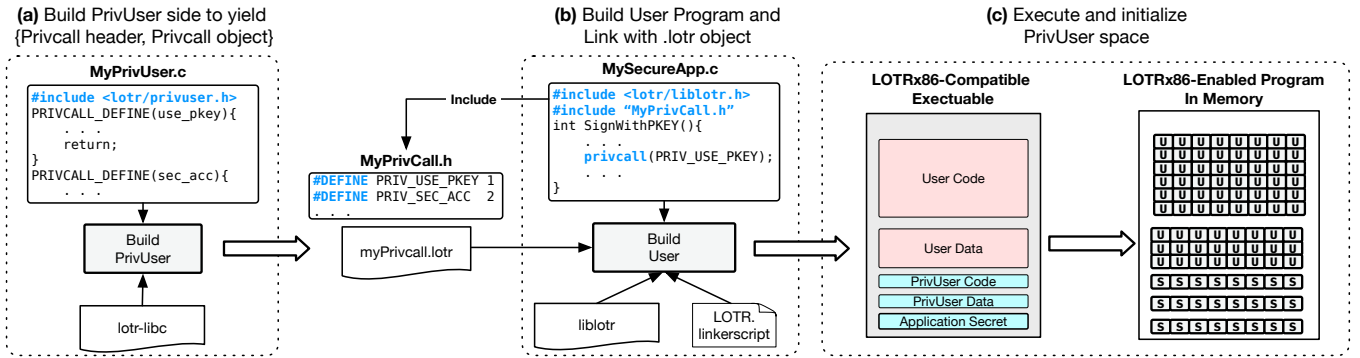 (a) Build PrivUser side to yield
{Privcall header, Privcall object}
MyPrivUser.c
#include <lotr/privuser.h>
PRIVCALL_DEFINE(use_pkey){
. . .
return;
}
PRIVCALL_DEFINE(sec_acc){
. . .
Build
PrivUser
lotr-libc
Include
MyPrivCall.h
#DEFINE PRIV_USE_PKEY 1
#DEFINE PRIV_SEC_ACC 2
. . .
myPrivcall.lotr
(b) Build User Program and
Link with .lotr object
MySecureApp.c
#include <lotr/liblotr.h>
#include “MyPrivCall.h”
int SignWithPKEY(){
. . .
privcall(PRIV_USE_PKEY);
. . .
}
Build
User
liblotr
LOTR.
linkerscript
(c) Execute and initialize
PrivUser space
LOTRx86-Compatible
Exectuable
User Code
User Data
PrivUser Code
PrivUser Data
Application Secret
LOTRx86-Enabled Program
In Memory
U U U U U U U U
U U U U U U U U
U U U U U U U U
U U U U U U U U
U U U U U U U U
U U U U U U U U
U U U U U U U U
U U U U U U U U
U U U U U U U U
S S S S S S S S
S S S S S S S S
S S S S S S S S